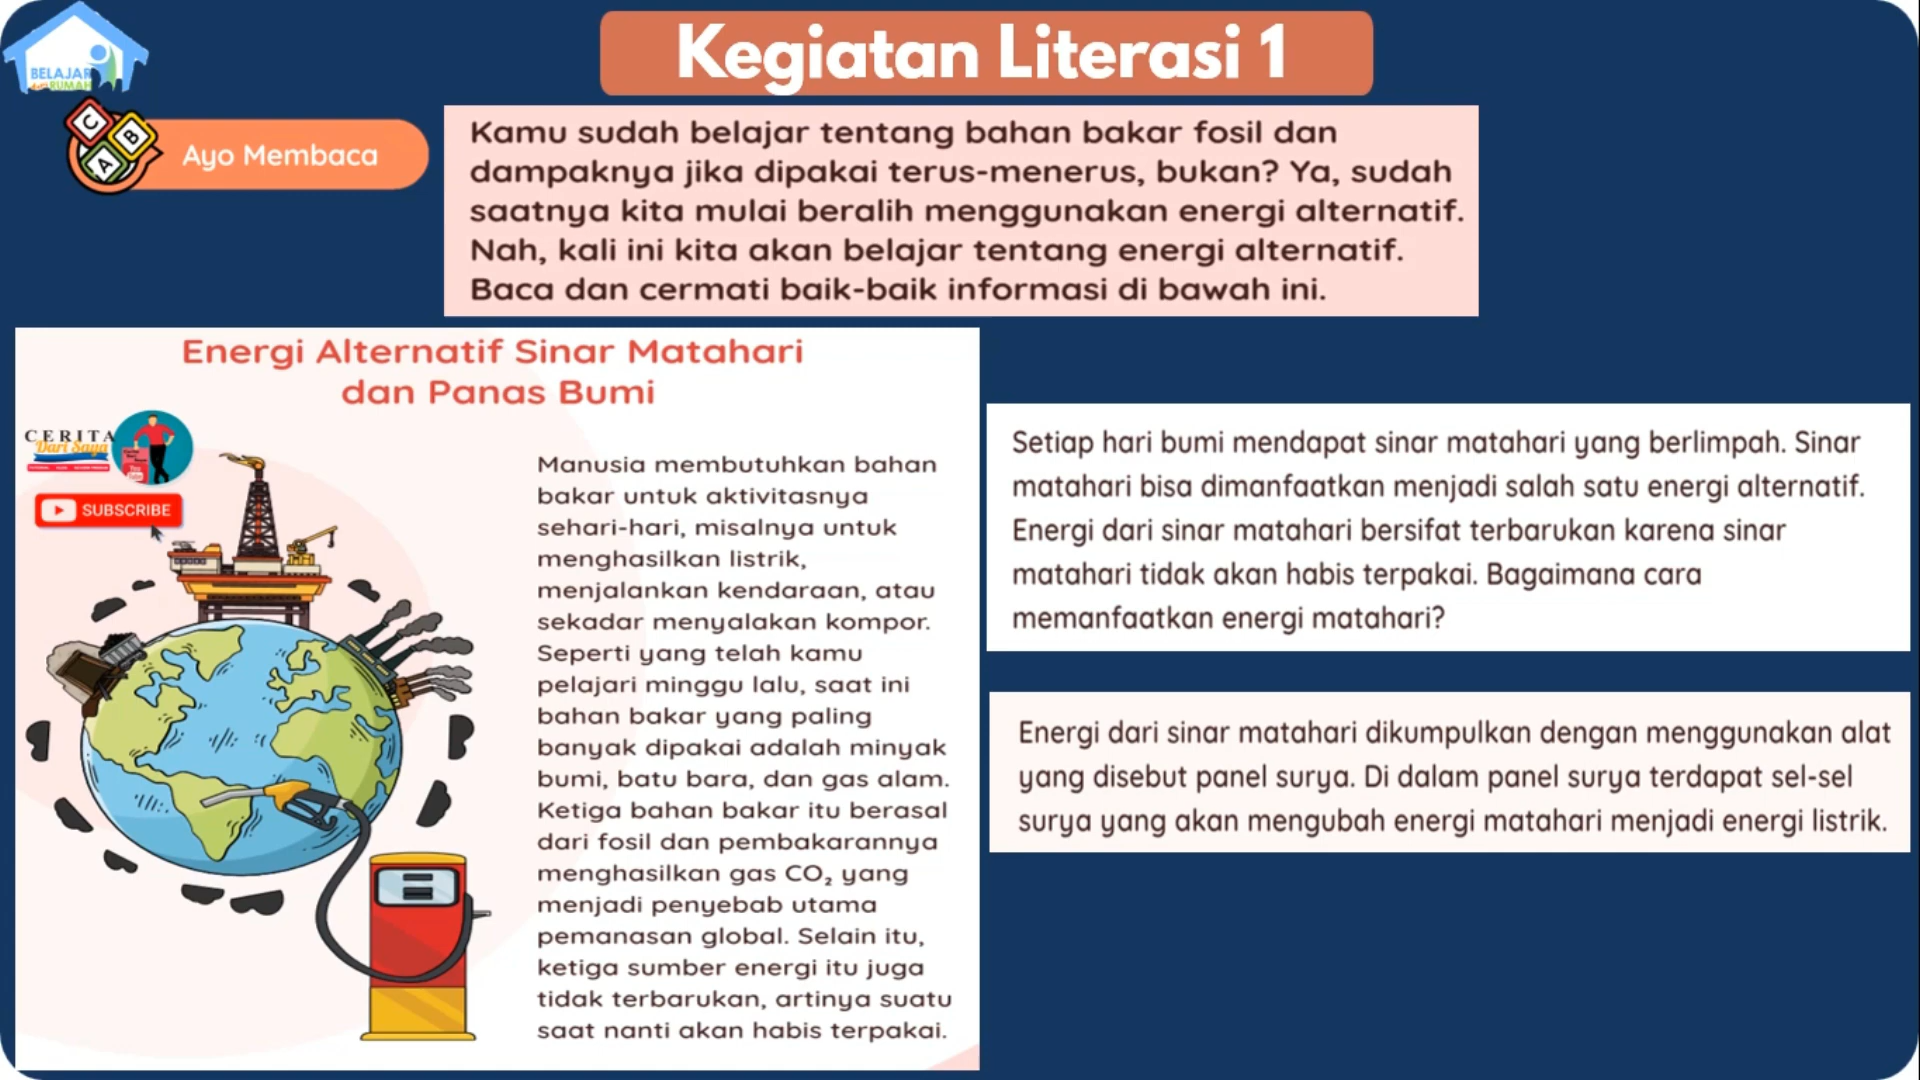 Kegiatan Literasi 1
BELAJAR
dari RUMAH
C
B
A
Ayo Membaca
Kamu sudah belajar tentang bahan bakar fosil dan
dampaknya jika dipakai terus-menerus, bukan? Ya, sudah
saatnya kita mulai beralih menggunakan energi alternatif.
Nah, kali ini kita akan belajar tentang energi alternatif.
Baca dan cermati baik-baik informasi di bawah ini.
Energi Alternatif Sinar Matahari
dan Panas Bumi
CERITA
Dari Saya
SUBSCRIBE
Manusia membutuhkan bahan
bakar untuk aktivitasnya
sehari-hari, misalnya untuk
menghasilkan listrik,
menjalankan kendaraan, atau
sekadar menyalakan kompor.
Seperti yang telah kamu
pelajari minggu lalu, saat ini
bahan bakar yang paling
banyak dipakai adalah minyak
bumi, batu bara, dan gas alam.
Ketiga bahan bakar itu berasal
dari fosil dan pembakarannya
menghasilkan gas CO₂ yang
menjadi penyebab utama
pemanasan global. Selain itu,
ketiga sumber energi itu juga
tidak terbarukan, artinya suatu
saat nanti akan habis terpakai.
Setiap hari bumi mendapat sinar matahari yang berlimpah. Sinar
matahari bisa dimanfaatkan menjadi salah satu energi alternatif.
Energi dari sinar matahari bersifat terbarukan karena sinar
matahari tidak akan habis terpakai. Bagaimana cara
memanfaatkan energi matahari?
Energi dari sinar matahari dikumpulkan dengan menggunakan alat
yang disebut panel surya. Di dalam panel surya terdapat sel-sel
surya yang akan mengubah energi matahari menjadi energi listrik.